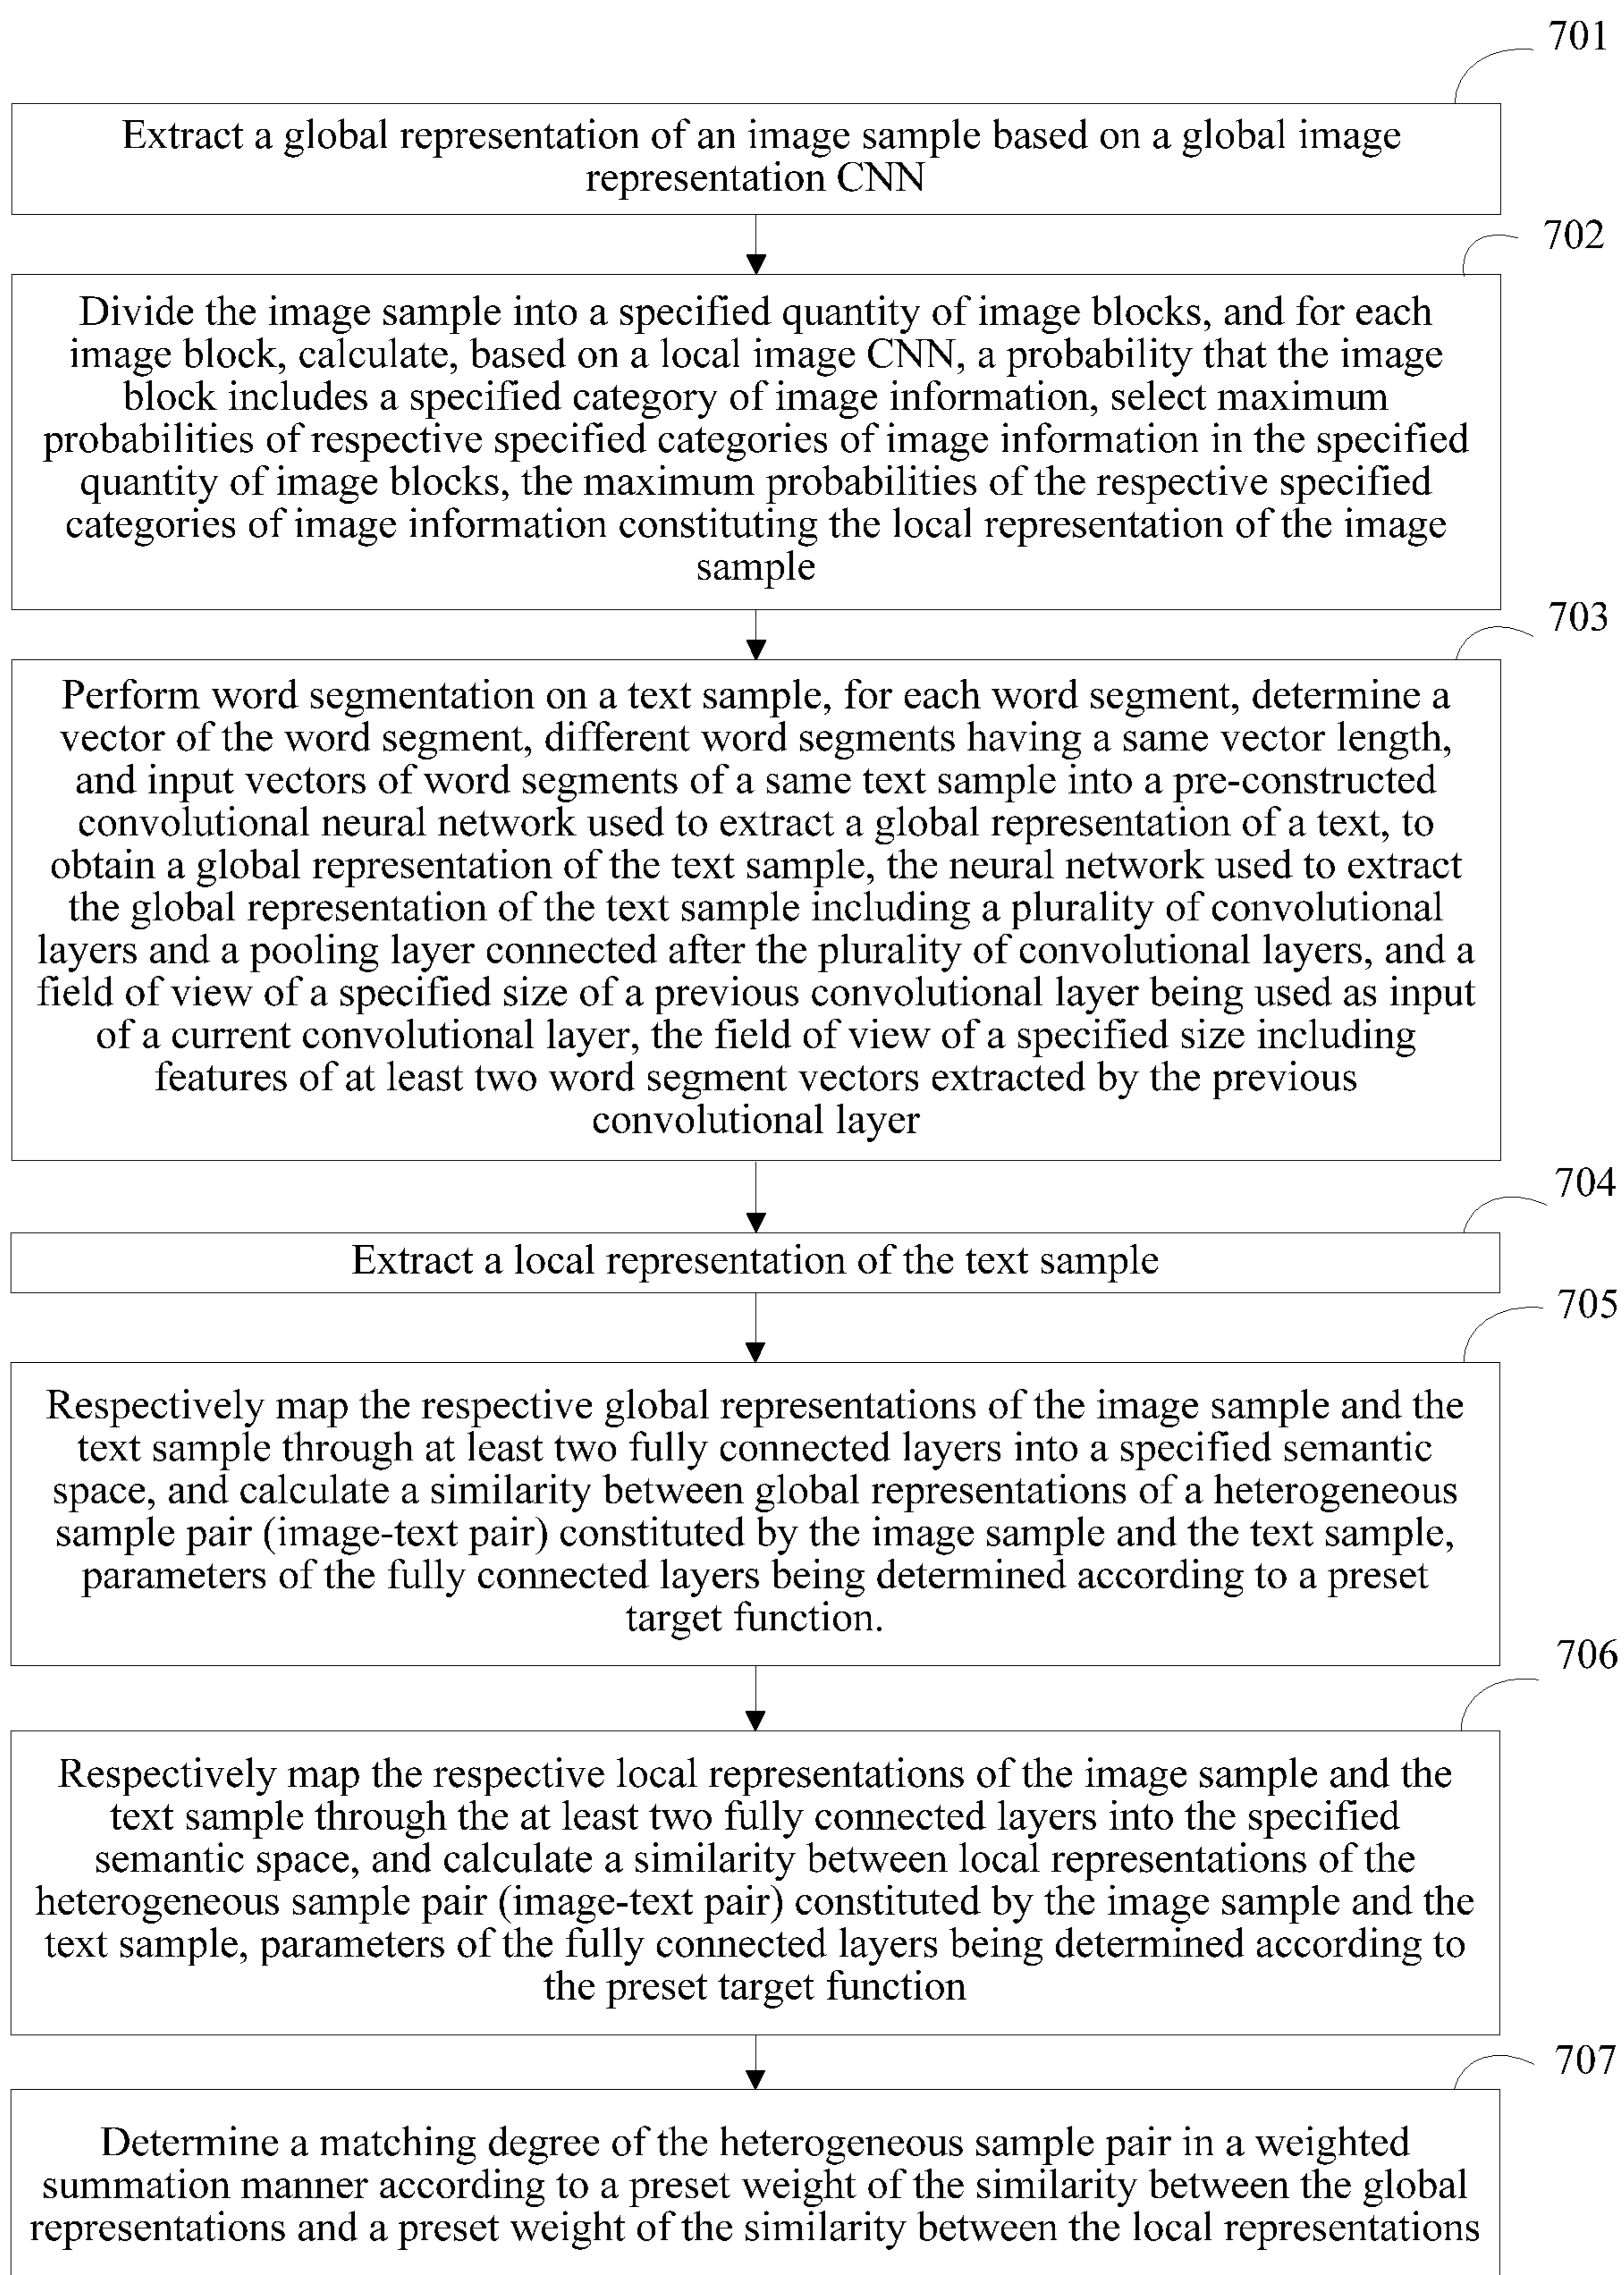 701
Extract a global representation of an image sample based on a global image
representation CNN
702
Divide the image sample into a specified quantity of image blocks, and for each
image block, calculate, based on a local image CNN, a probability that the image
block includes a specified category of image information, select maximum
probabilities of respective specified categories of image information in the specified
quantity of image blocks, the maximum probabilities of the respective specified
categories of image information constituting the local representation of the image
sample
703
Perform word segmentation on a text sample, for each word segment, determine a
vector of the word segment, different word segments having a same vector length,
and input vectors of word segments of a same text sample into a pre-constructed
convolutional neural network used to extract a global representation of a text, to
obtain a global representation of the text sample, the neural network used to extract
the global representation of the text sample including a plurality of convolutional
layers and a pooling layer connected after the plurality of convolutional layers, and a
field of view of a specified size of a previous convolutional layer being used as input
of a current convolutional layer, the field of view of a specified size including
features of at least two word segment vectors extracted by the previous
convolutional layer
704
Extract a local representation of the text sample
705
Respectively map the respective global representations of the image sample and the
text sample through at least two fully connected layers into a specified semantic
space, and calculate a similarity between global representations of a heterogeneous
sample pair (image-text pair) constituted by the image sample and the text sample,
parameters of the fully connected layers being determined according to a preset
target function.
706
Respectively map the respective local representations of the image sample and the
text sample through the at least two fully connected layers into the specified
semantic space, and calculate a similarity between local representations of the
heterogeneous sample pair (image-text pair) constituted by the image sample and the
text sample, parameters of the fully connected layers being determined according to
the preset target function
707
Determine a matching degree of the heterogeneous sample pair in a weighted
summation manner according to a preset weight of the similarity between the global
representations and a preset weight of the similarity between the local representations